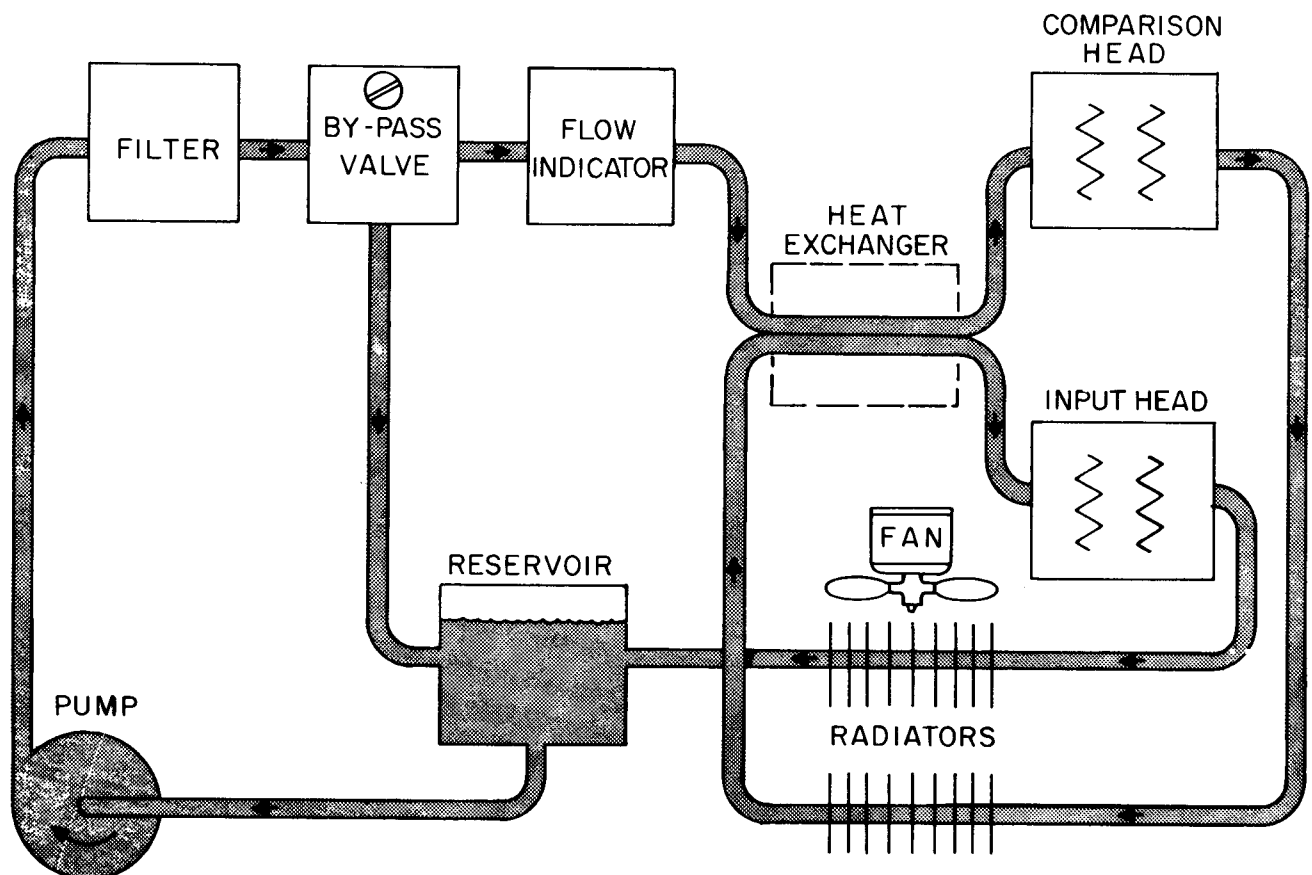 COMPARISON
HEAD
FILTER
BY-PASS
VALVE
FLOW
INDICATOR
HEAT
EXCHANGER
INPUT HEAD
FAN
RESERVOIR
PUMP
RADIATORS